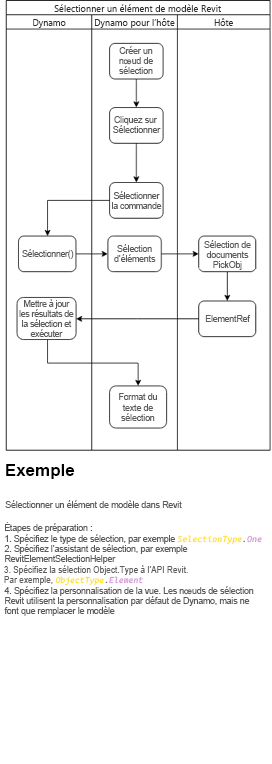 Sélectionner un élément de modèle Revit
Dynamo
Dynamo pour l'hôte
Hôte
Créer un
nœud de
sélection
Cliquez sur
Sélectionner
Sélectionner
la commande
Sélectionner()
Sélection
d'éléments
Sélection de
documents
PickObj
Mettre à jour
les résultats de
la sélection et
exécuter
ElementRef
Format du
texte de
sélection
Exemple
Sélectionner un élément de modèle dans Revit
Étapes de préparation :
1. Spécifiez le type de sélection, par exemple SelectionType.One
2. Spécifiez l'assistant de sélection, par exemple
RevitElementSelectionHelper
3. Spécifiez la sélection Object.Type à l'API Revit.
Par exemple, ObjectType.Element
4. Spécifiez la personnalisation de la vue. Les nœuds de sélection
Revit utilisent la personnalisation par défaut de Dynamo, mais ne
font que remplacer le modèle